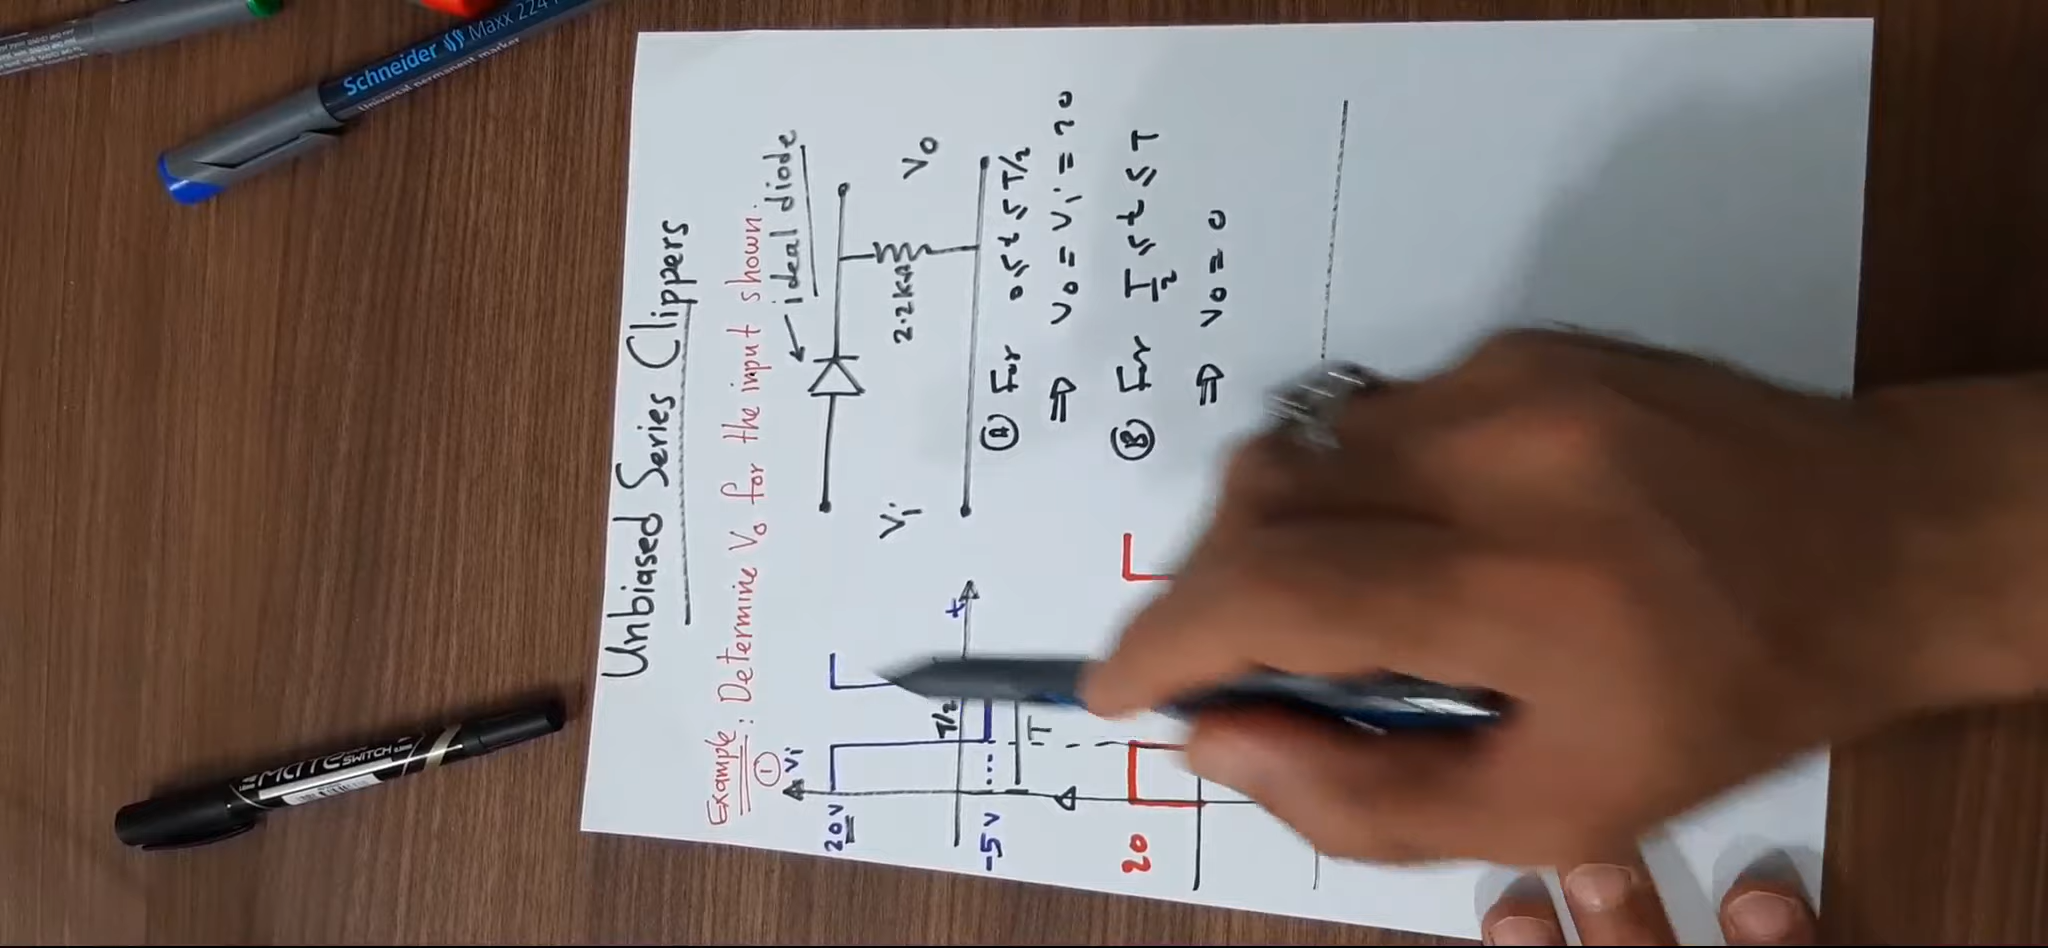 Schneider Maxx 224
Universal permanent marker
Unbiased Series Clippers
Example: Determine Vo for the input shown.
1
ideal diode
Vi
20V
T/2
t
-5V
T
Vi
2.2kΩ
Vo
A For 0≤t≤T/2
⇒ Vo = Vi = 20
B For T/2 ≤ t ≤ T
⇒ Vo = 0
20
SWITCH